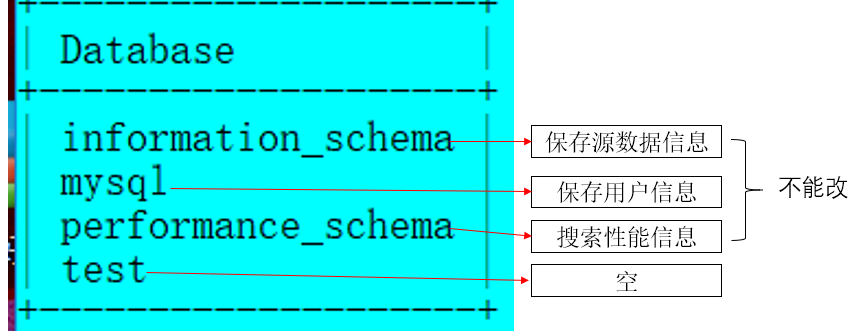 Database
information_schema 保存源数据信息
mysql 保存用户信息
performance_schema 搜索性能信息
test 空
不能改